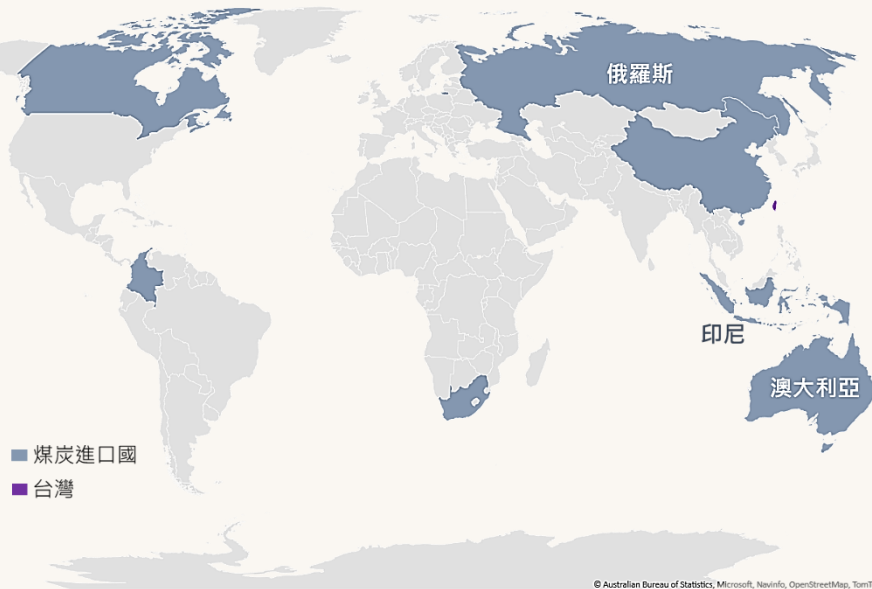 俄羅斯
印尼
澳大利亞
煤炭進口國
台灣
© Australian Bureau of Statistics, Microsoft, Navinfo, OpenStreetMap, TomT